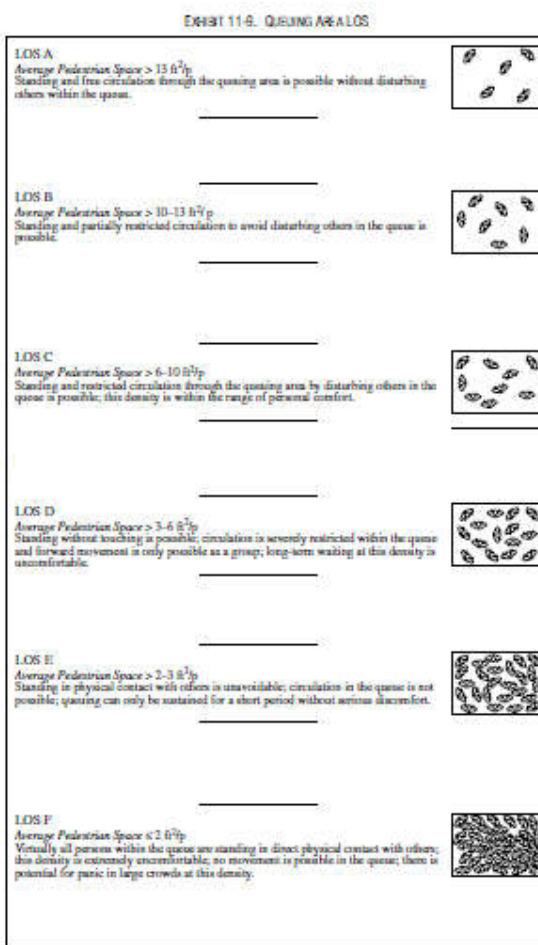 EXHIBIT 11-9. QUEUING AREA LOS
LOS A
Average Pedestrian Space > 13 ft²/p
Standing and free circulation through the queuing area is possible without disturbing
others within the queue.
LOS B
Average Pedestrian Space > 10–13 ft²/p
Standing and partially restricted circulation to avoid disturbing others in the queue is
possible.
LOS C
Average Pedestrian Space > 6–10 ft²/p
Standing and restricted circulation through the queuing area by disturbing others in the
queue is possible; this density is within the range of personal comfort.
LOS D
Average Pedestrian Space > 3–6 ft²/p
Standing without touching is possible; circulation is severely restricted within the queue
and forward movement is only possible as a group; long-term waiting at this density is
uncomfortable.
LOS E
Average Pedestrian Space > 2–3 ft²/p
Standing in physical contact with others is unavoidable; circulation in the queue is not
possible; queuing can only be sustained for a short period without serious discomfort.
LOS F
Average Pedestrian Space ≤ 2 ft²/p
Virtually all persons within the queue are standing in direct physical contact with others;
this density is extremely uncomfortable; no movement is possible in the queue; there is
potential for panic in large crowds at this density.